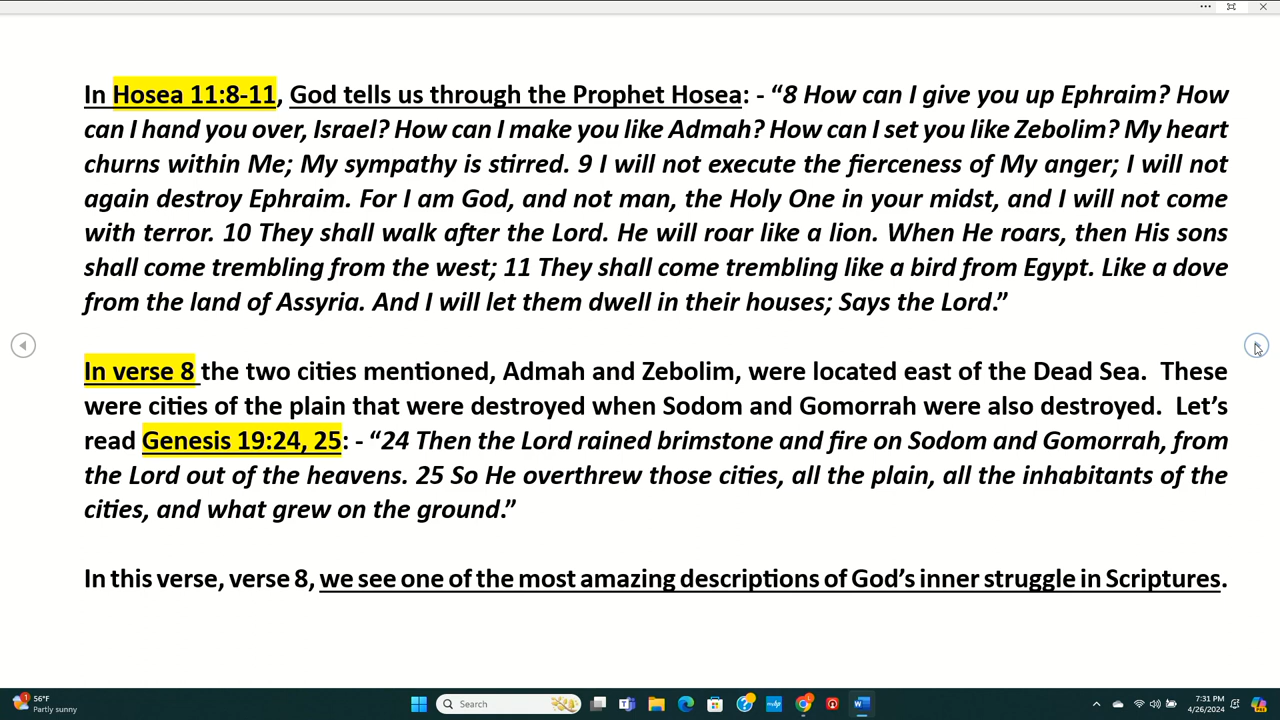 In Hosea 11:8-11, God tells us through the Prophet Hosea: - “8 How can I give you up Ephraim? How
can I hand you over, Israel? How can I make you like Admah? How can I set you like Zebolim? My heart
churns within Me; My sympathy is stirred. 9 I will not execute the fierceness of My anger; I will not
again destroy Ephraim. For I am God, and not man, the Holy One in your midst, and I will not come
with terror. 10 They shall walk after the Lord. He will roar like a lion. When He roars, then His sons
shall come trembling from the west; 11 They shall come trembling like a bird from Egypt. Like a dove
from the land of Assyria. And I will let them dwell in their houses; Says the Lord.”
In verse 8 the two cities mentioned, Admah and Zebolim, were located east of the Dead Sea. These
were cities of the plain that were destroyed when Sodom and Gomorrah were also destroyed. Let’s
read Genesis 19:24, 25: - “24 Then the Lord rained brimstone and fire on Sodom and Gomorrah, from
the Lord out of the heavens. 25 So He overthrew those cities, all the plain, all the inhabitants of the
cities, and what grew on the ground.”
In this verse, verse 8, we see one of the most amazing descriptions of God’s inner struggle in Scriptures.
1
56°F
Partly sunny
Search
7:31 PM
4/26/2024